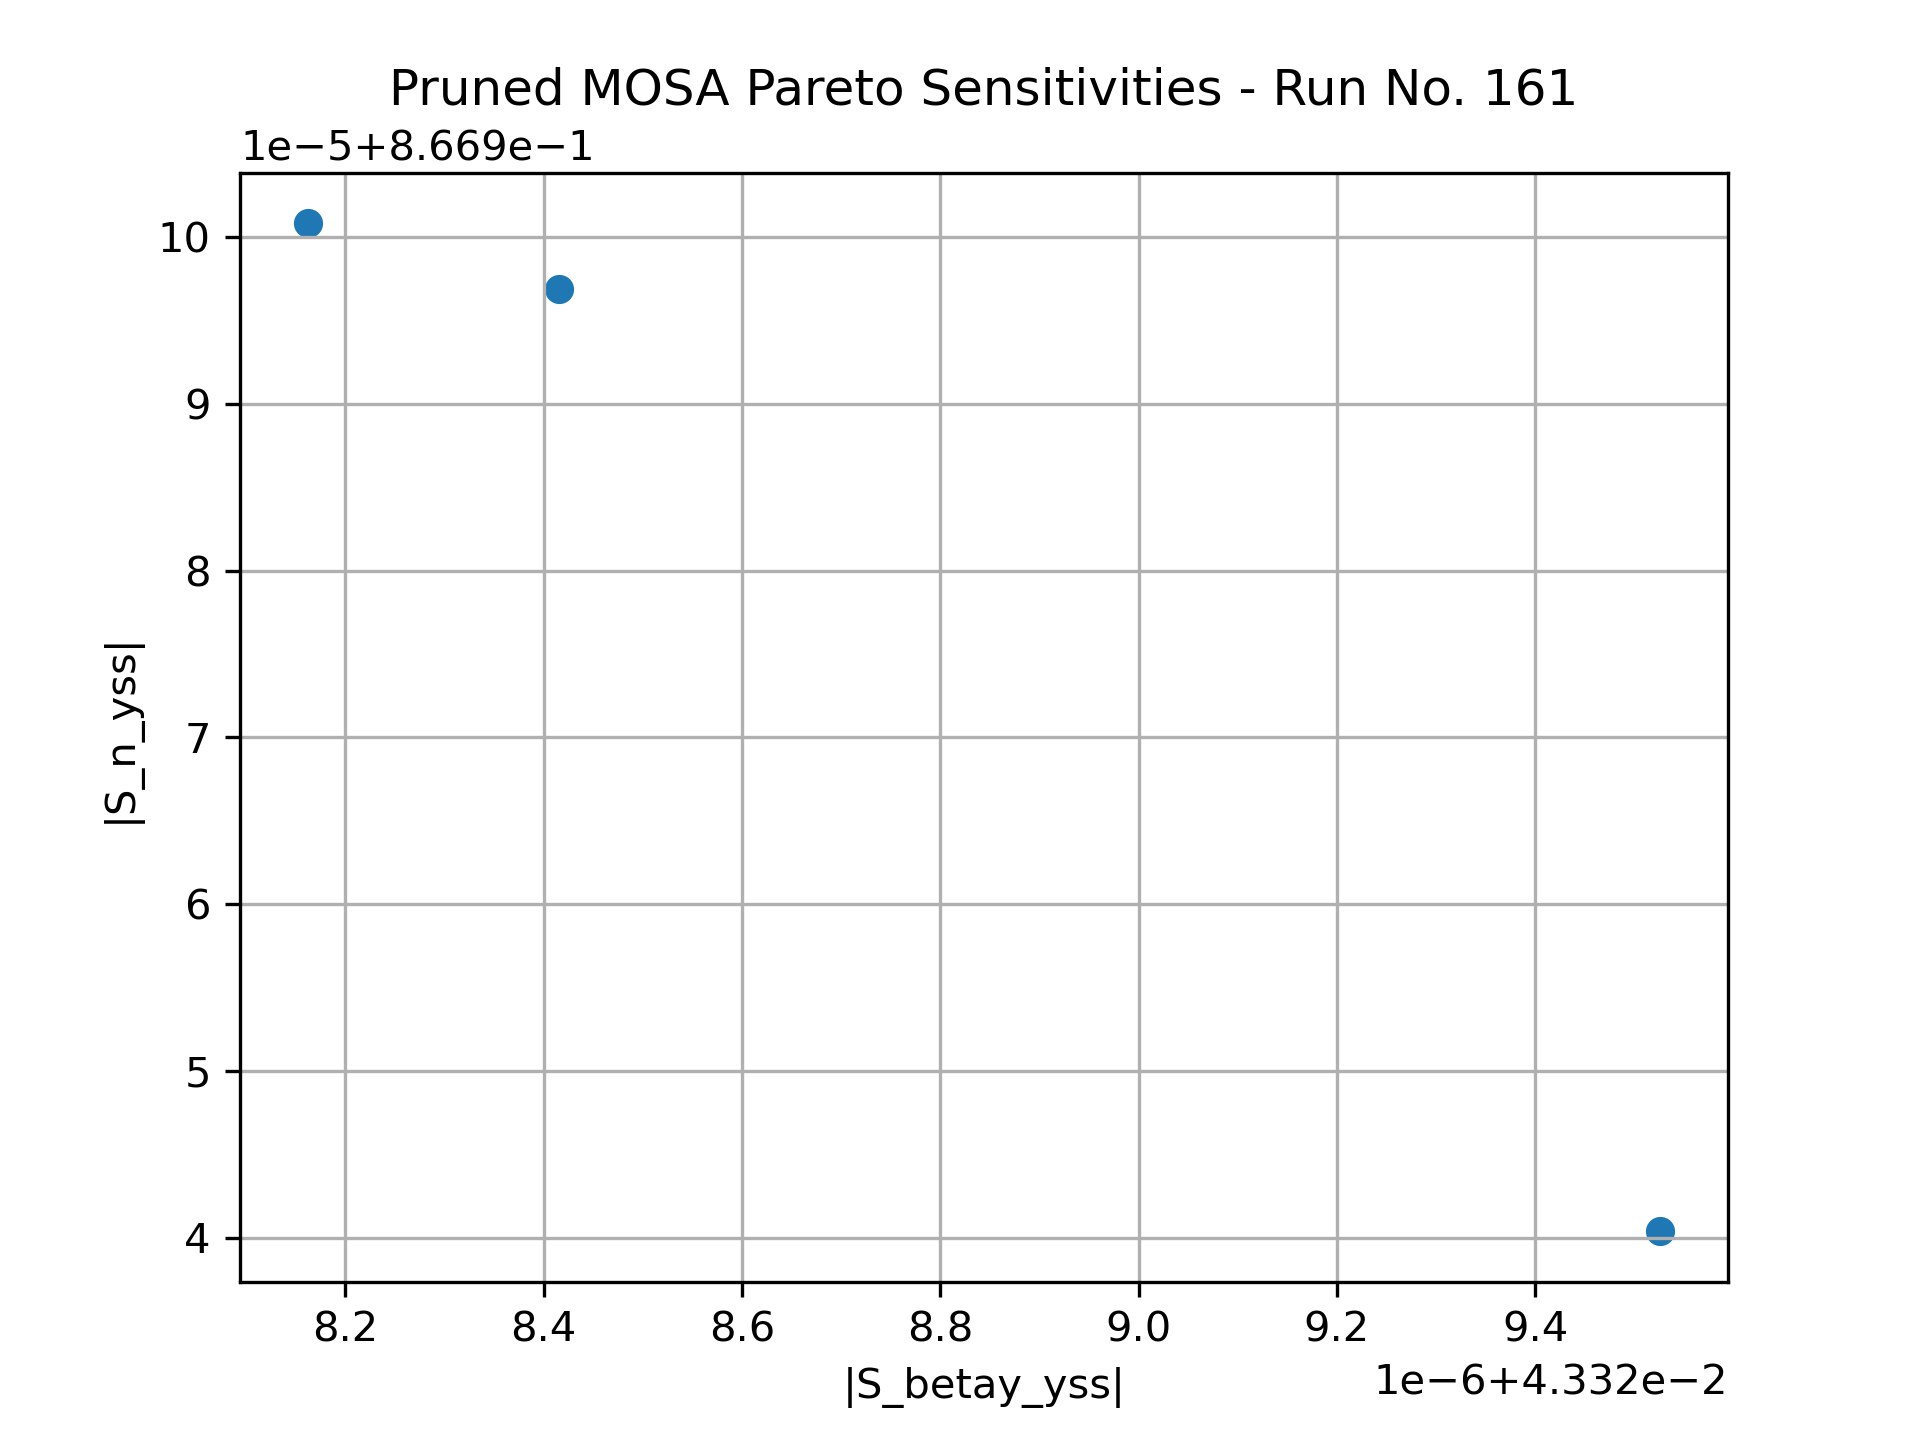 Pruned MOSA Pareto Sensitivities - Run No. 161
1e−5+8.669e−1
10
9
8
7
6
5
4
|S_n_yss|
8.2 8.4 8.6 8.8 9.0 9.2 9.4
|S_betay_yss|
1e−6+4.332e−2